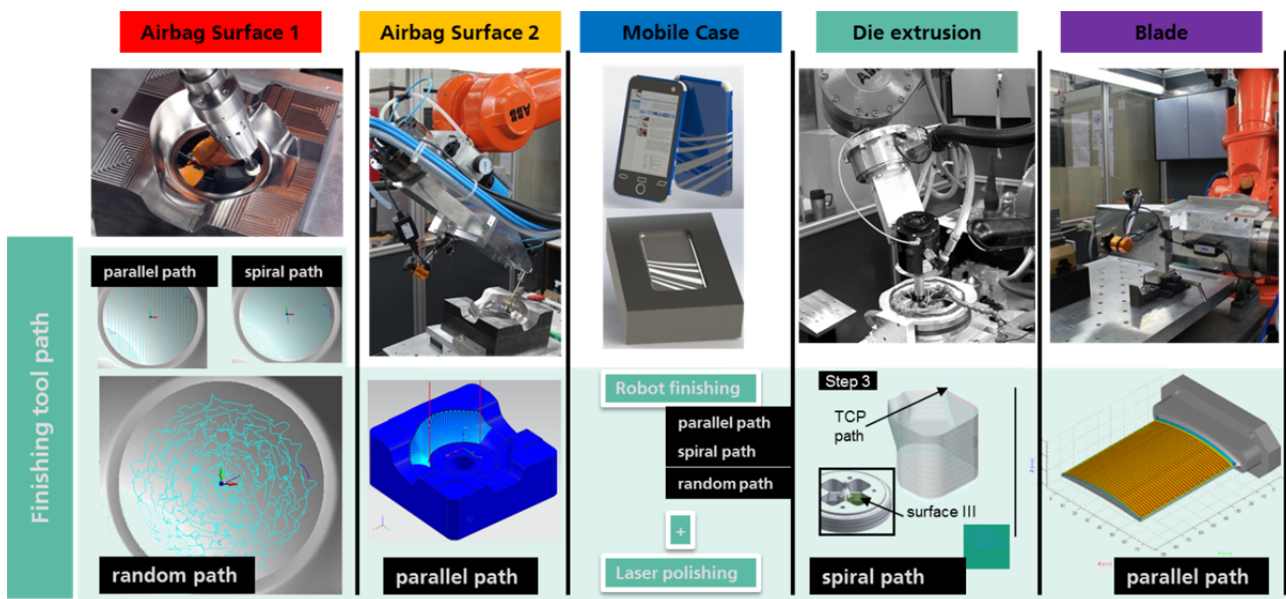 Airbag Surface 1
Airbag Surface 2
Mobile Case
Die extrusion
Blade
ABB
ABB
Finishing tool path
parallel path
spiral path
random path
parallel path
Robot finishing
parallel path
spiral path
random path
+
Laser polishing
Step 3
TCP
path
surface III
spiral path
parallel path